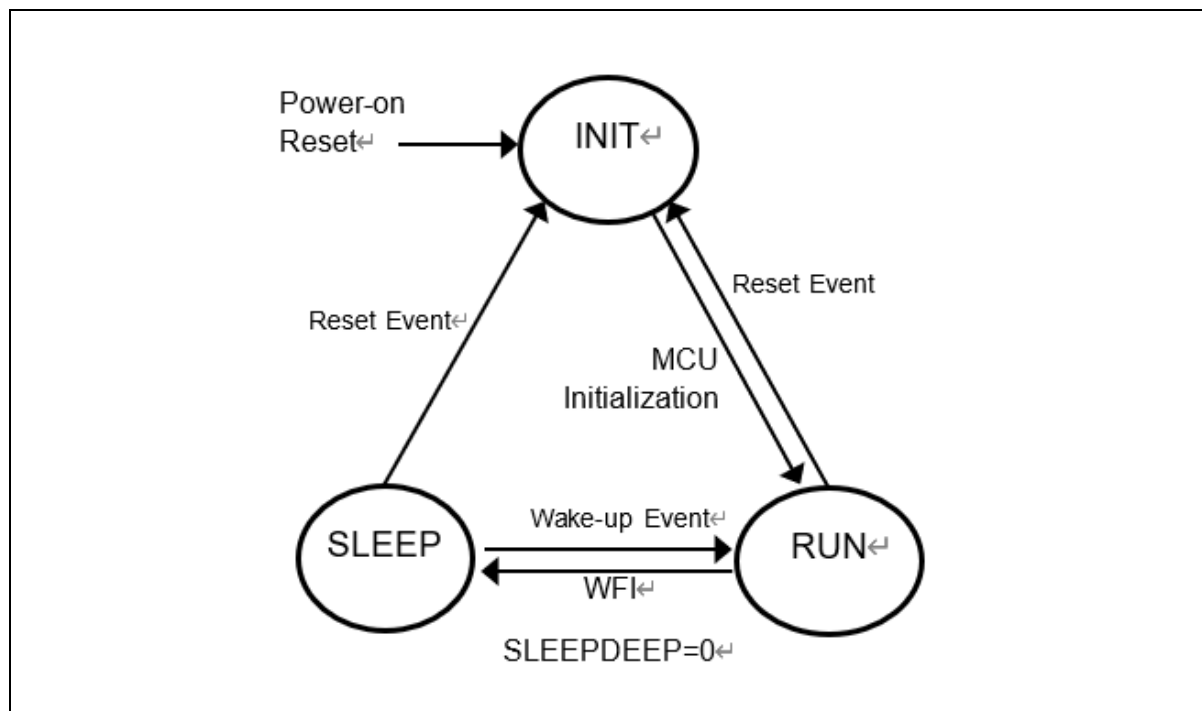 Power-on
Reset↵
INIT↵
Reset Event
Reset Event↵
MCU
Initialization
Wake-up Event↵
SLEEP
RUN↵
WFI↵
SLEEPDEEP=0↵